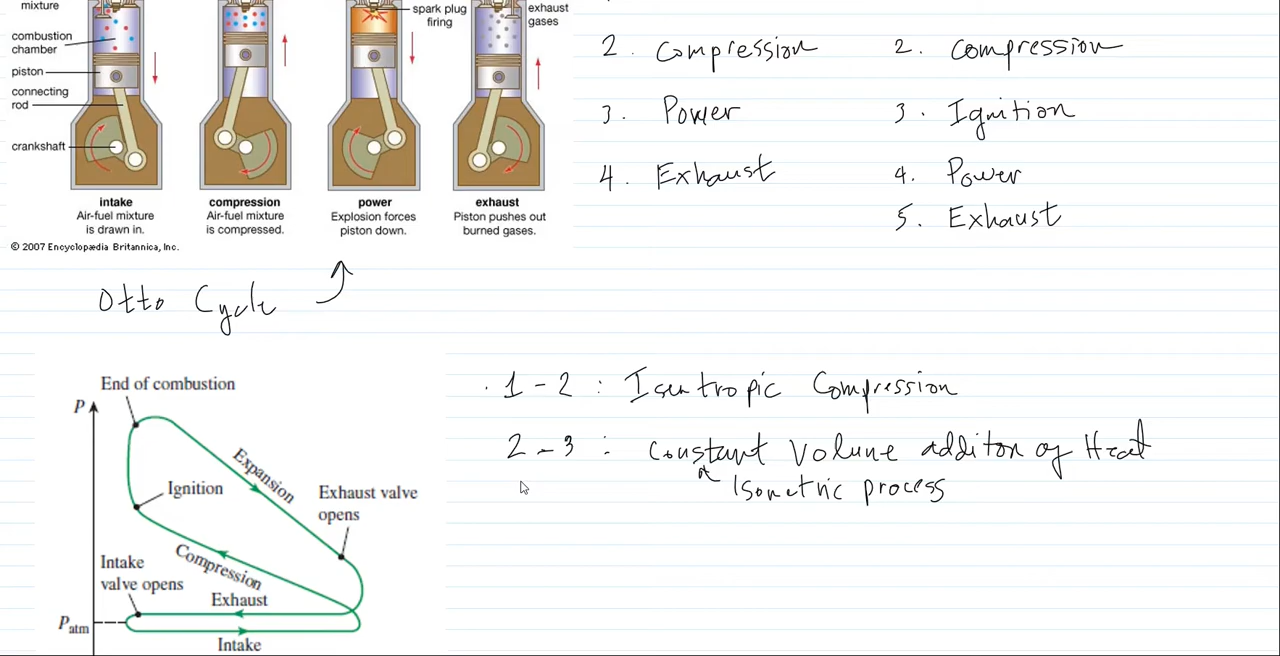 mixture
combustion
chamber
piston
connecting
rod
crankshaft
spark plug
firing
exhaust
gases
intake
Air-fuel mixture
is drawn in.
compression
Air-fuel mixture
is compressed.
power
Explosion forces
piston down.
exhaust
Piston pushes out
burned gases.
© 2007 Encyclopædia Britannica, Inc.
2. Compression
3. Power
4. Exhaust
2. Compression
3. Ignition
4. Power
5. Exhaust
Otto Cycle
End of combustion
P
Expansion
Ignition
Exhaust valve
opens
Compression
Intake
valve opens
Exhaust
Patm
Intake
1 - 2 : Isentropic Compression
2 - 3 : Constant Volume additon of Heat
Isometric process